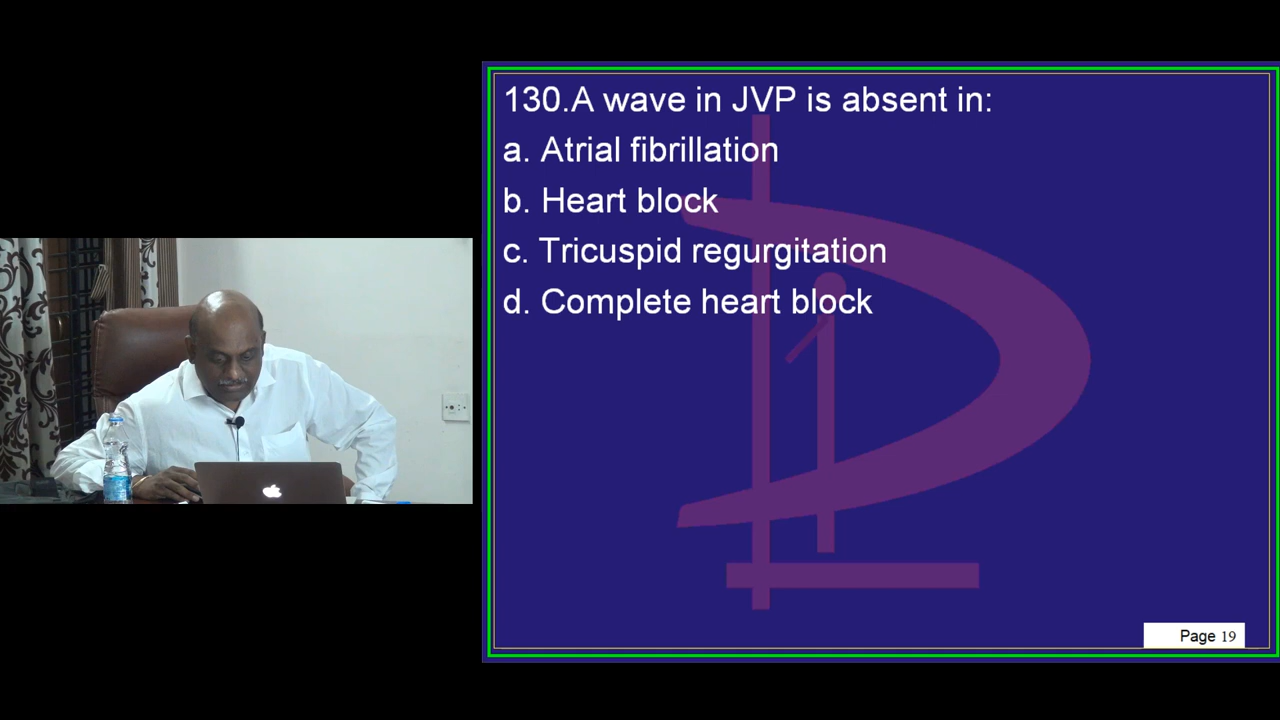 130.A wave in JVP is absent in:
a. Atrial fibrillation
b. Heart block
c. Tricuspid regurgitation
d. Complete heart block
Page 19